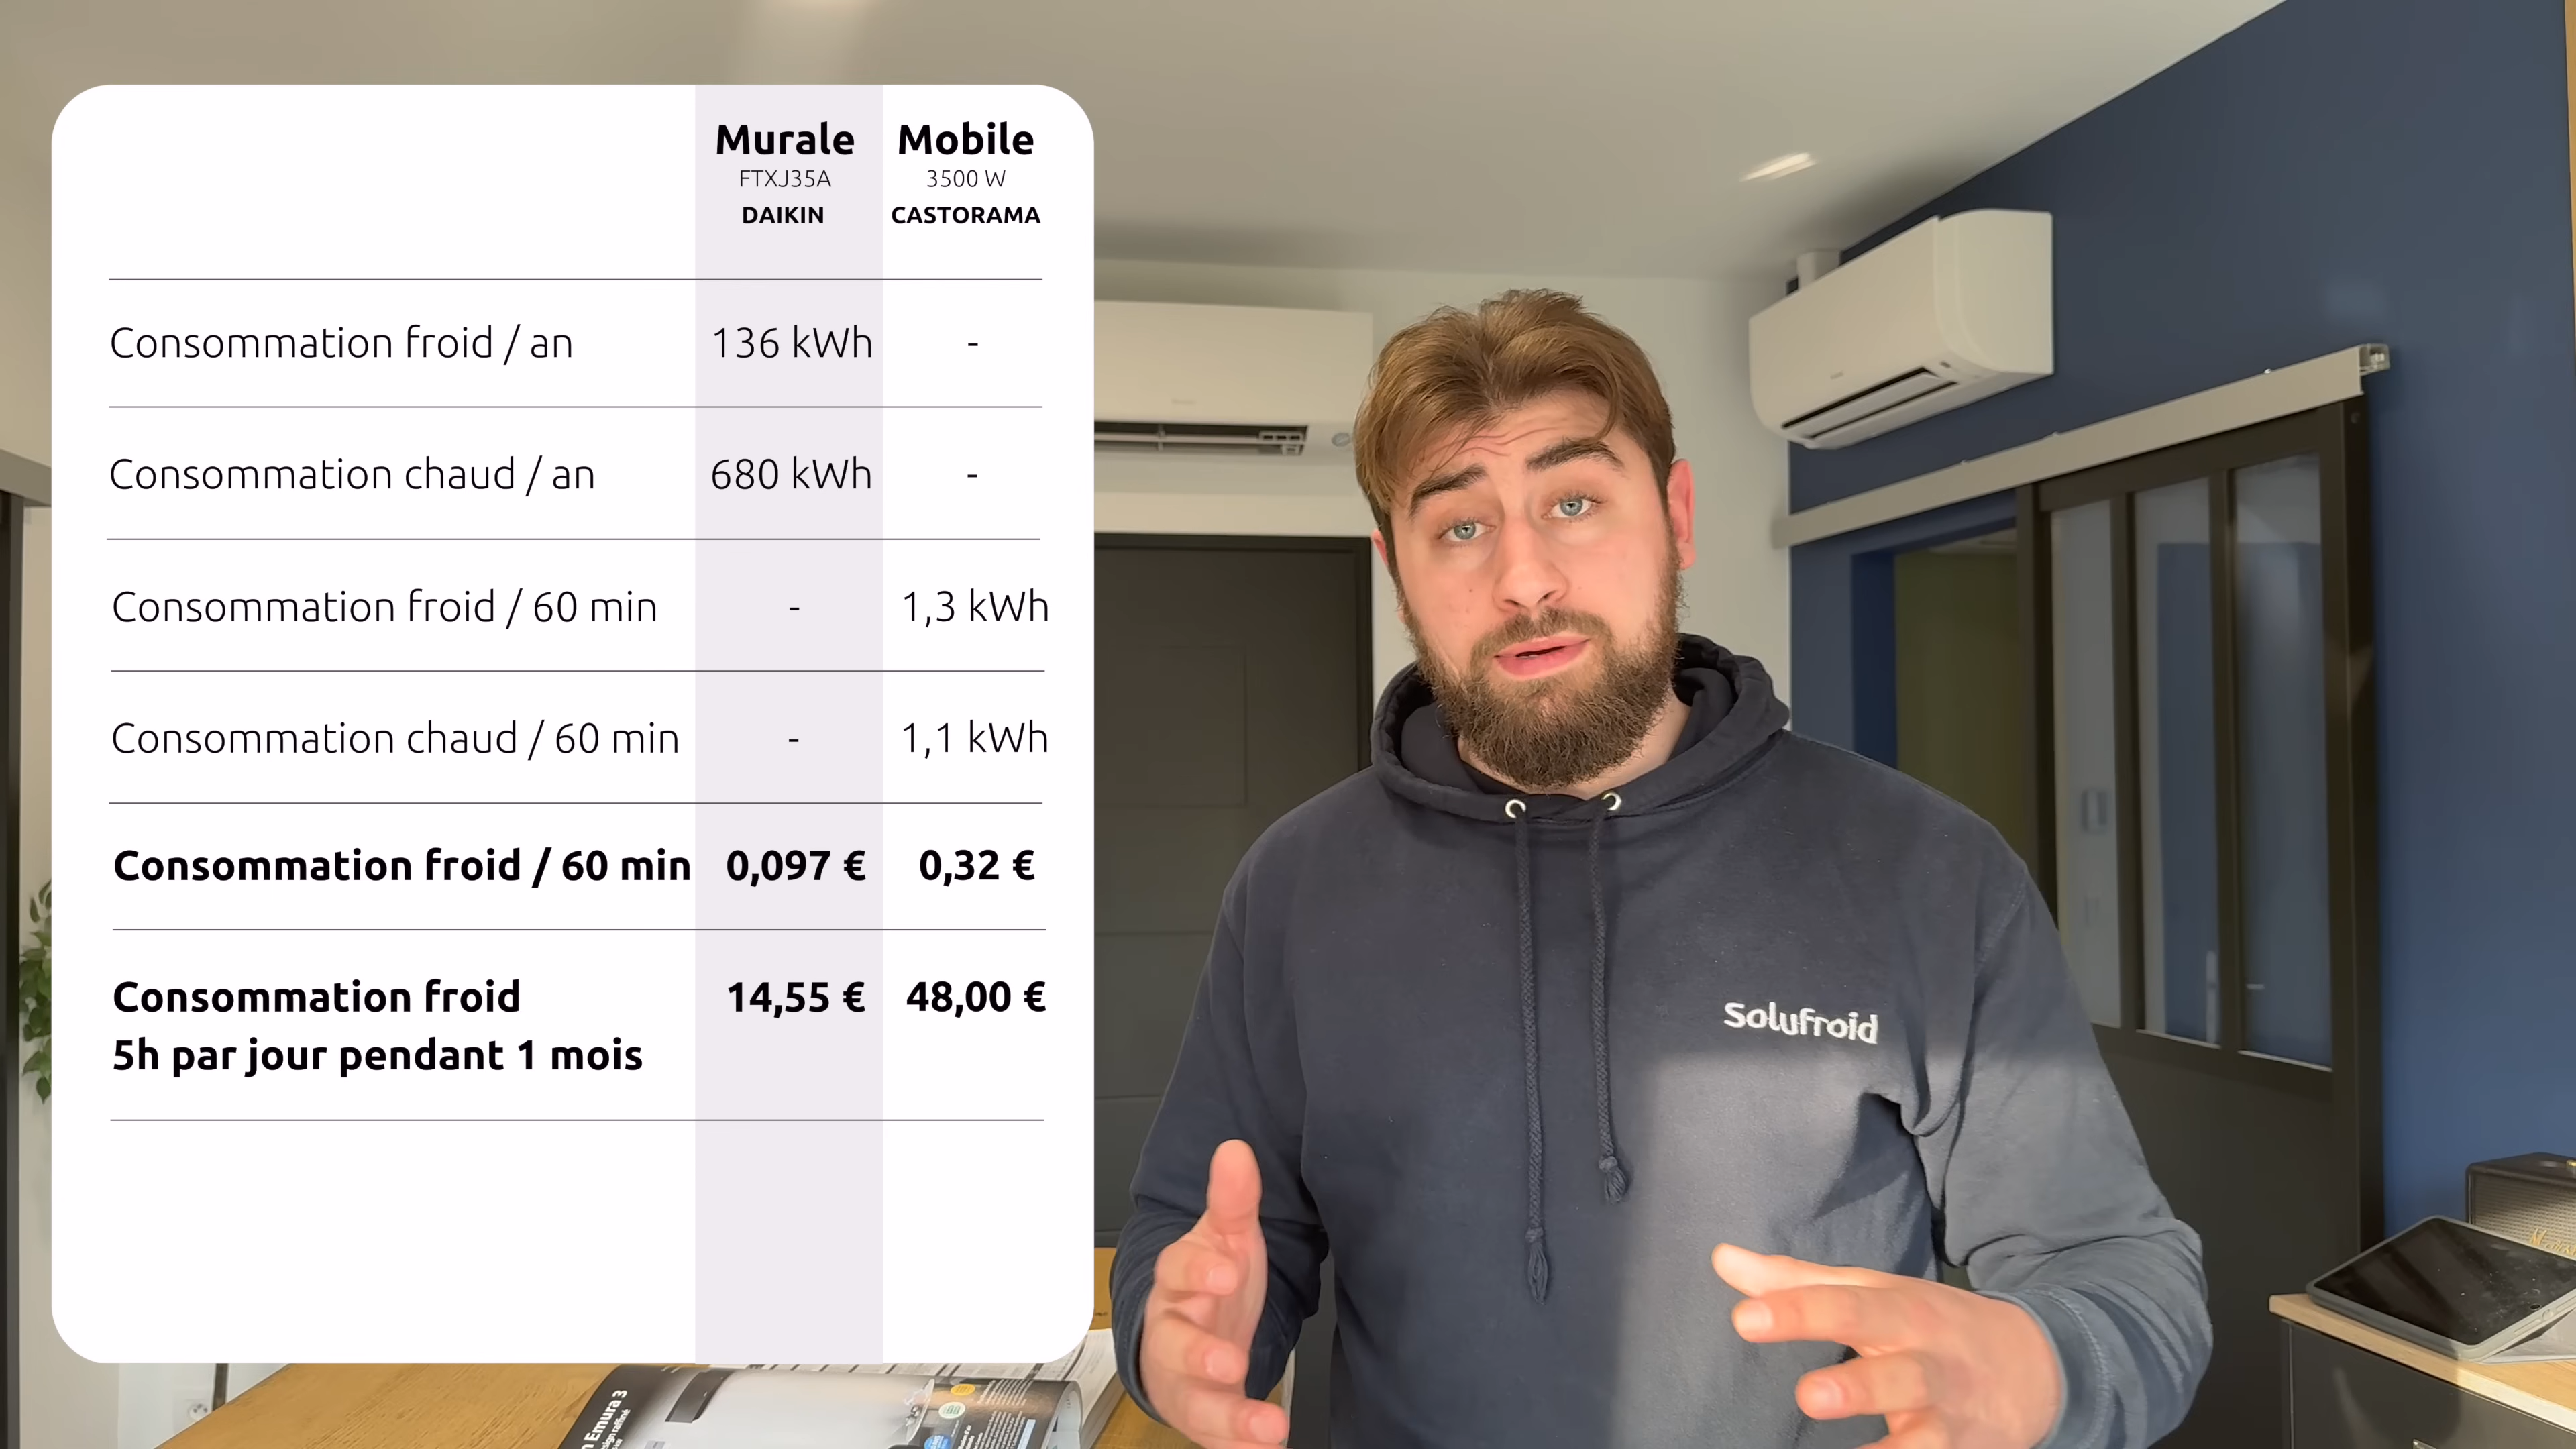 Murale Mobile
FTXJ35A 3500 W
DAIKIN CASTORAMA
Consommation froid / an 136 kWh -
Consommation chaud / an 680 kWh -
Consommation froid / 60 min - 1,3 kWh
Consommation chaud / 60 min - 1,1 kWh
Consommation froid / 60 min 0,097 € 0,32 €
Consommation froid 14,55 € 48,00 €
5h par jour pendant 1 mois
Solufroid
Emura 3